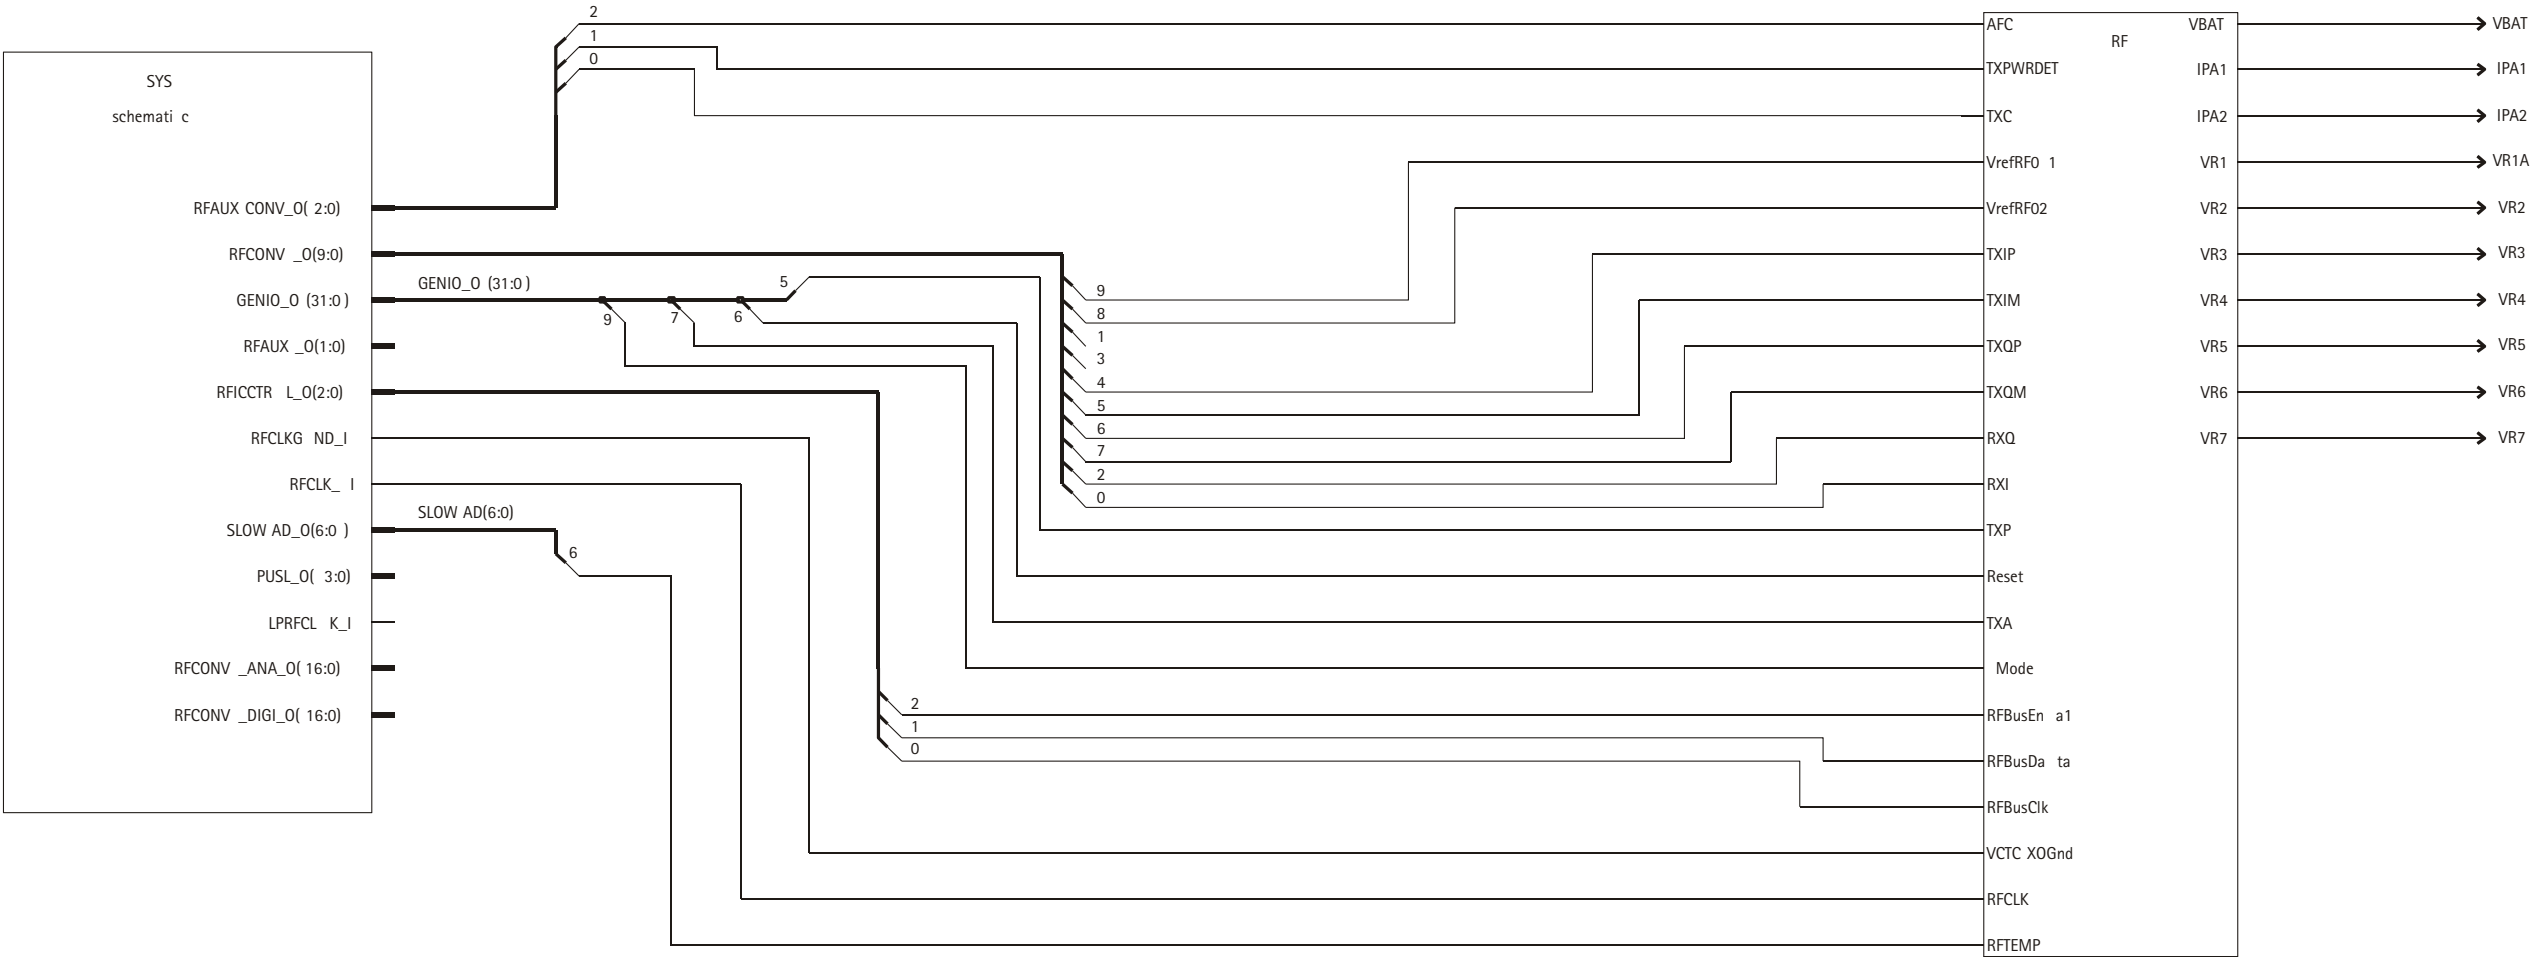 2
1
0
SYS
schemati c
RFAUX CONV_O( 2:0)
RFCONV _O(9:0)
GENIO_O (31:0 )
RFAUX _O(1:0)
RFICCTR L_O(2:0)
RFCLKG ND_I
RFCLK_ I
SLOW AD_O(6:0 )
PUSL_O( 3:0)
LPRFCL K_I
RFCONV _ANA_O( 16:0)
RFCONV _DIGI_O( 16:0)
GENIO_O (31:0 )
5
9
7
6
SLOW AD(6:0)
6
9
8
1
3
4
5
6
7
2
0
2
1
0
RF
AFC
TXPWRDET
TXC
VrefRF0 1
VrefRF02
TXIP
TXIM
TXQP
TXQM
RXQ
RXI
TXP
Reset
TXA
Mode
RFBusEn a1
RFBusDa ta
RFBusClk
VCTC XOGnd
RFCLK
RFTEMP
VBAT
IPA1
IPA2
VR1
VR2
VR3
VR4
VR5
VR6
VR7
VBAT
IPA1
IPA2
VR1A
VR2
VR3
VR4
VR5
VR6
VR7